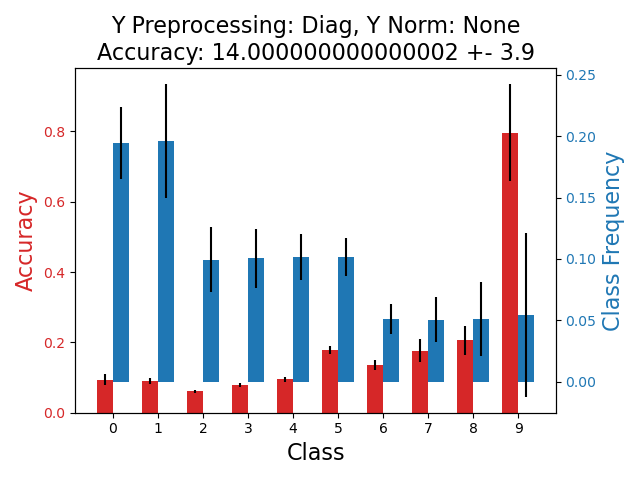 Y Preprocessing: Diag, Y Norm: None
Accuracy: 14.000000000000002 +- 3.9
0.8
0.6
0.4
0.2
0.0
Accuracy
0.25
0.20
0.15
0.10
0.05
0.00
Class Frequency
0 1 2 3 4 5 6 7 8 9
Class